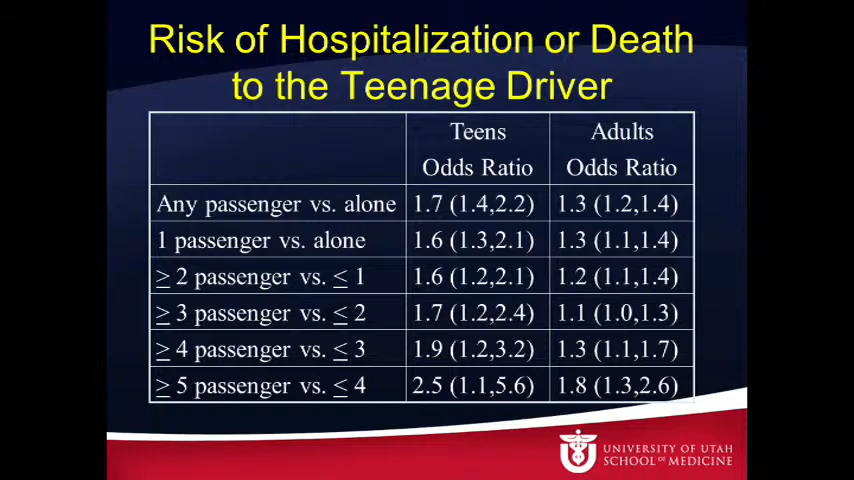 Risk of Hospitalization or Death
to the Teenage Driver
Teens Adults
Odds Ratio Odds Ratio
Any passenger vs. alone 1.7 (1.4,2.2) 1.3 (1.2,1.4)
1 passenger vs. alone 1.6 (1.3,2.1) 1.3 (1.1,1.4)
≥ 2 passenger vs. ≤ 1 1.6 (1.2,2.1) 1.2 (1.1,1.4)
≥ 3 passenger vs. ≤ 2 1.7 (1.2,2.4) 1.1 (1.0,1.3)
≥ 4 passenger vs. ≤ 3 1.9 (1.2,3.2) 1.3 (1.1,1.7)
≥ 5 passenger vs. ≤ 4 2.5 (1.1,5.6) 1.8 (1.3,2.6)
UNIVERSITY OF UTAH
SCHOOL OF MEDICINE